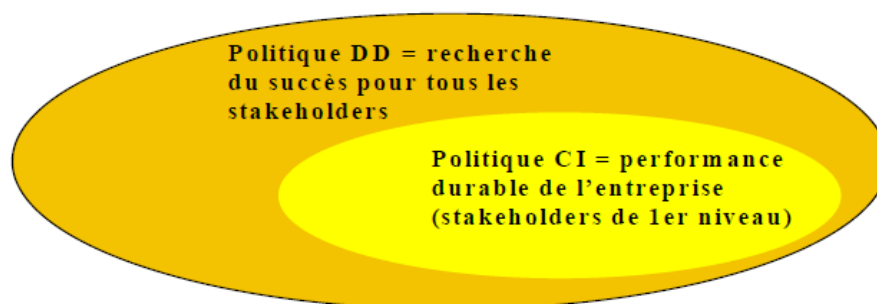 Politique DD = recherche
du succès pour tous les
stakeholders
Politique CI = performance
durable de l'entreprise
(stakeholders de 1er niveau)